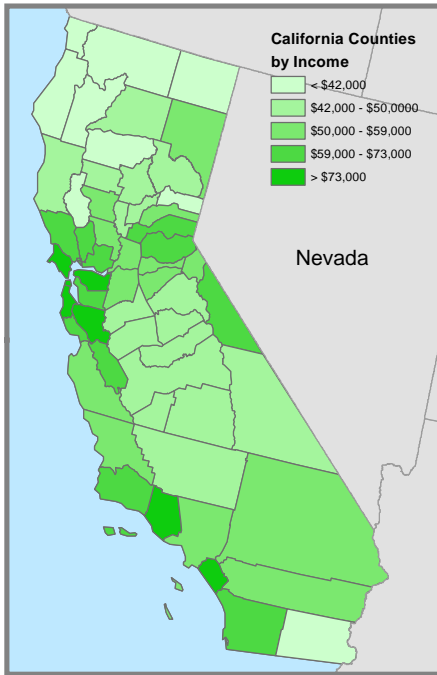 California Counties
by Income
< $42,000
$42,000 - $50,0000
$50,000 - $59,000
$59,000 - $73,000
> $73,000
Nevada